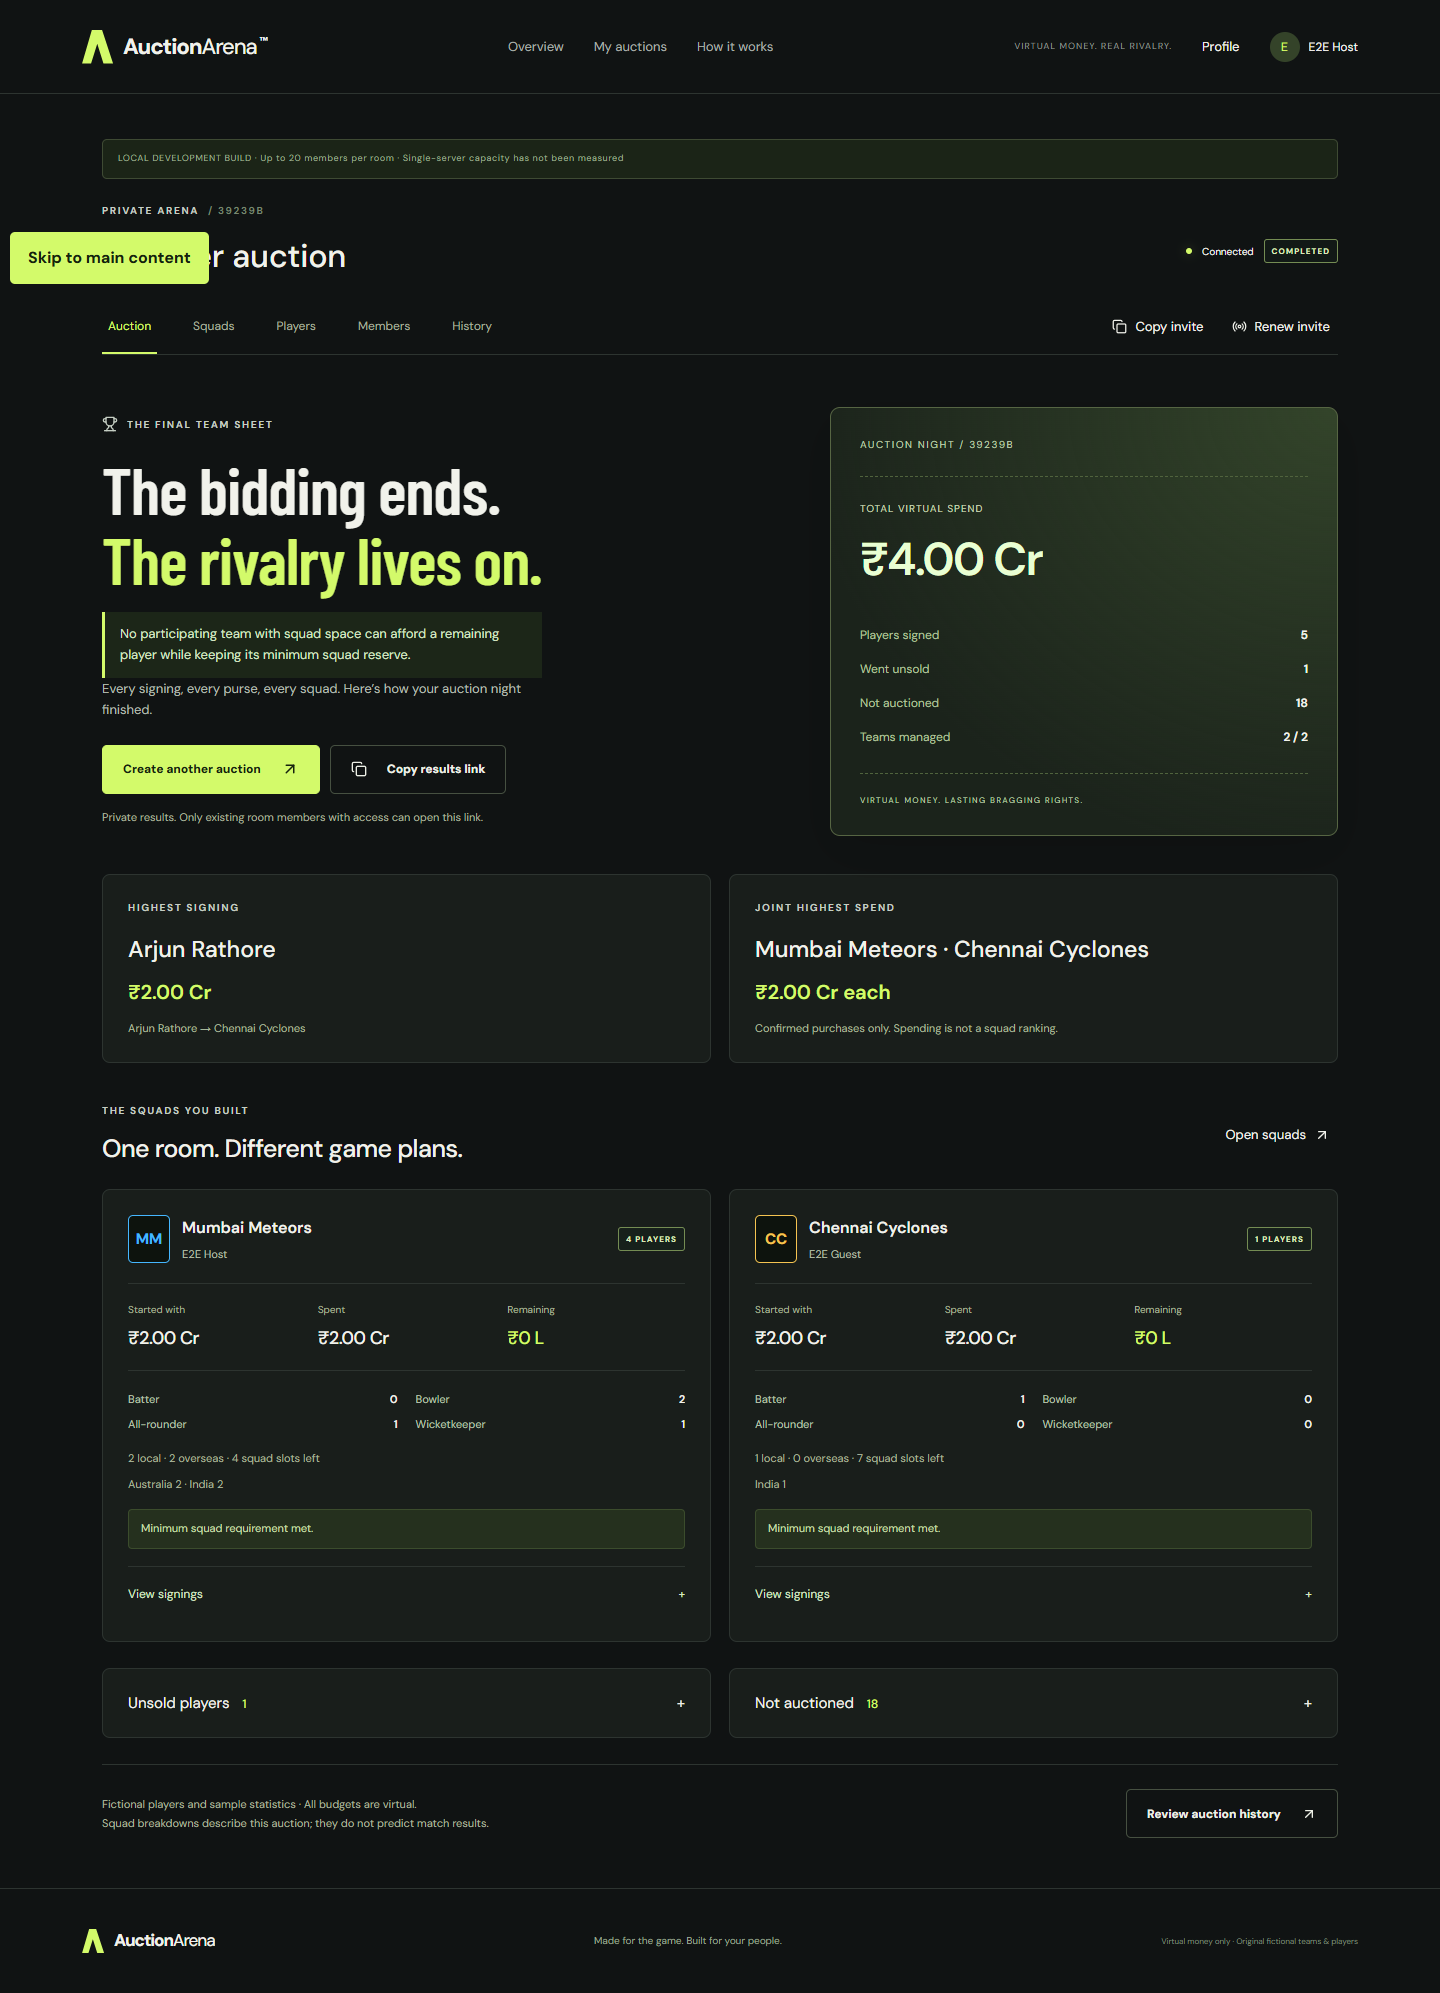 AuctionArena™
Overview
My auctions
How it works
VIRTUAL MONEY. REAL RIVALRY.
Profile
E
E2E Host
LOCAL DEVELOPMENT BUILD · Up to 20 members per room · Single-server capacity has not been measured
PRIVATE ARENA / 39239B
Skip to main content
auction
Connected
COMPLETED
Auction
Squads
Players
Members
History
Copy invite
Renew invite
THE FINAL TEAM SHEET
The bidding ends.
The rivalry lives on.
No participating team with squad space can afford a remaining
player while keeping its minimum squad reserve.
Every signing, every purse, every squad. Here's how your auction night
finished.
Create another auction
Copy results link
Private results. Only existing room members with access can open this link.
AUCTION NIGHT / 39239B
TOTAL VIRTUAL SPEND
₹4.00 Cr
Players signed 5
Went unsold 1
Not auctioned 18
Teams managed 2 / 2
VIRTUAL MONEY. LASTING BRAGGING RIGHTS.
HIGHEST SIGNING
Arjun Rathore
₹2.00 Cr
Arjun Rathore → Chennai Cyclones
JOINT HIGHEST SPEND
Mumbai Meteors · Chennai Cyclones
₹2.00 Cr each
Confirmed purchases only. Spending is not a squad ranking.
THE SQUADS YOU BUILT
One room. Different game plans.
Open squads
MM
Mumbai Meteors
E2E Host
4 PLAYERS
Started with Spent Remaining
₹2.00 Cr ₹2.00 Cr ₹0 L
Batter 0 Bowler 2
All-rounder 1 Wicketkeeper 1
2 local · 2 overseas · 4 squad slots left
Australia 2 · India 2
Minimum squad requirement met.
View signings +
CC
Chennai Cyclones
E2E Guest
1 PLAYERS
Started with Spent Remaining
₹2.00 Cr ₹2.00 Cr ₹0 L
Batter 1 Bowler 0
All-rounder 0 Wicketkeeper 0
1 local · 0 overseas · 7 squad slots left
India 1
Minimum squad requirement met.
View signings +
Unsold players 1 +
Not auctioned 18 +
Fictional players and sample statistics · All budgets are virtual.
Squad breakdowns describe this auction; they do not predict match results.
Review auction history
AuctionArena
Made for the game. Built for your people.
Virtual money only · Original fictional teams & players